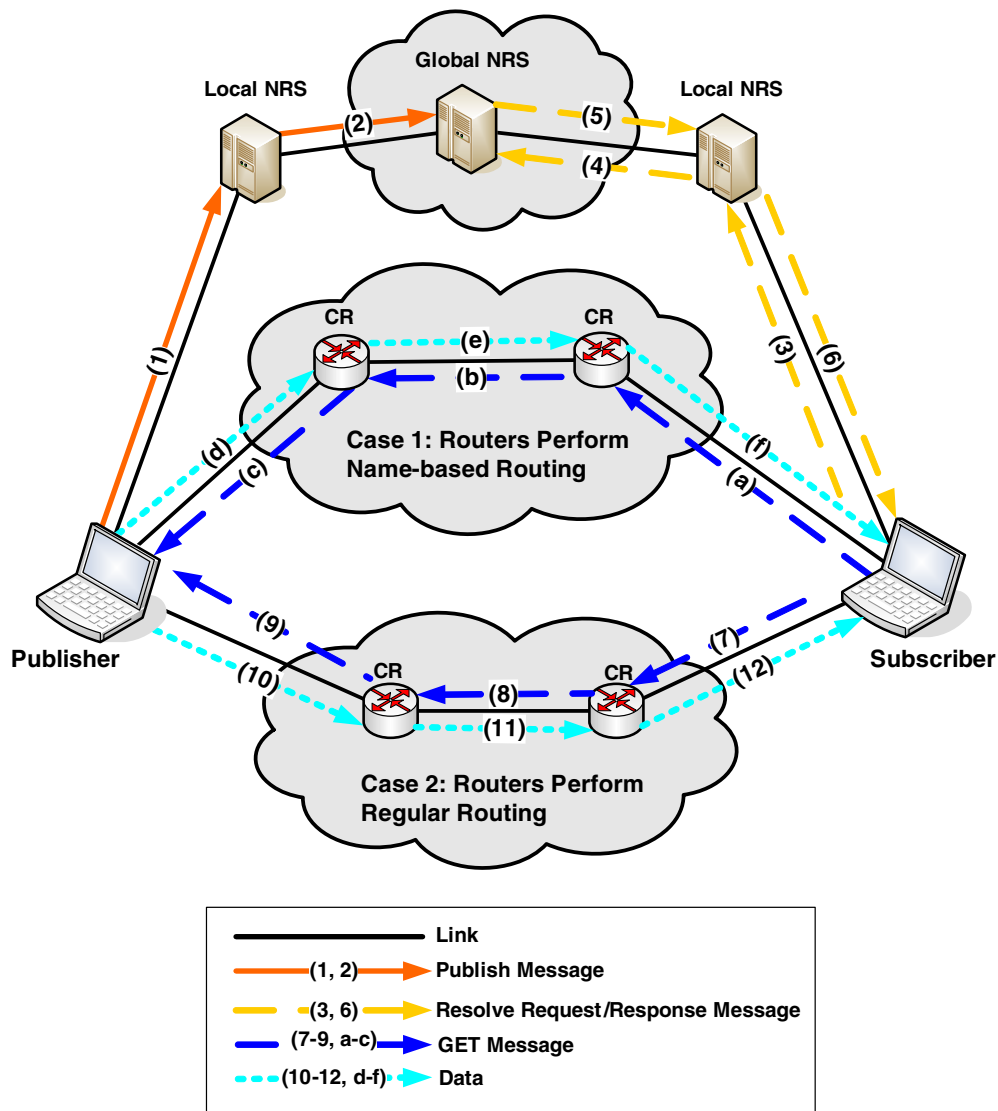 Global NRS
Local NRS
Local NRS
(2)
(5)
(4)
(1)
(3)
(6)
CR
CR
(e)
(b)
(d)
(c)
(f)
(a)
Case 1: Routers Perform
Name-based Routing
Publisher
Subscriber
(9)
(7)
(10)
(12)
CR
CR
(8)
(11)
Case 2: Routers Perform
Regular Routing
Link
(1, 2)
Publish Message
(3, 6)
Resolve Request/Response Message
(7-9, a-c)
GET Message
(10-12, d-f)
Data